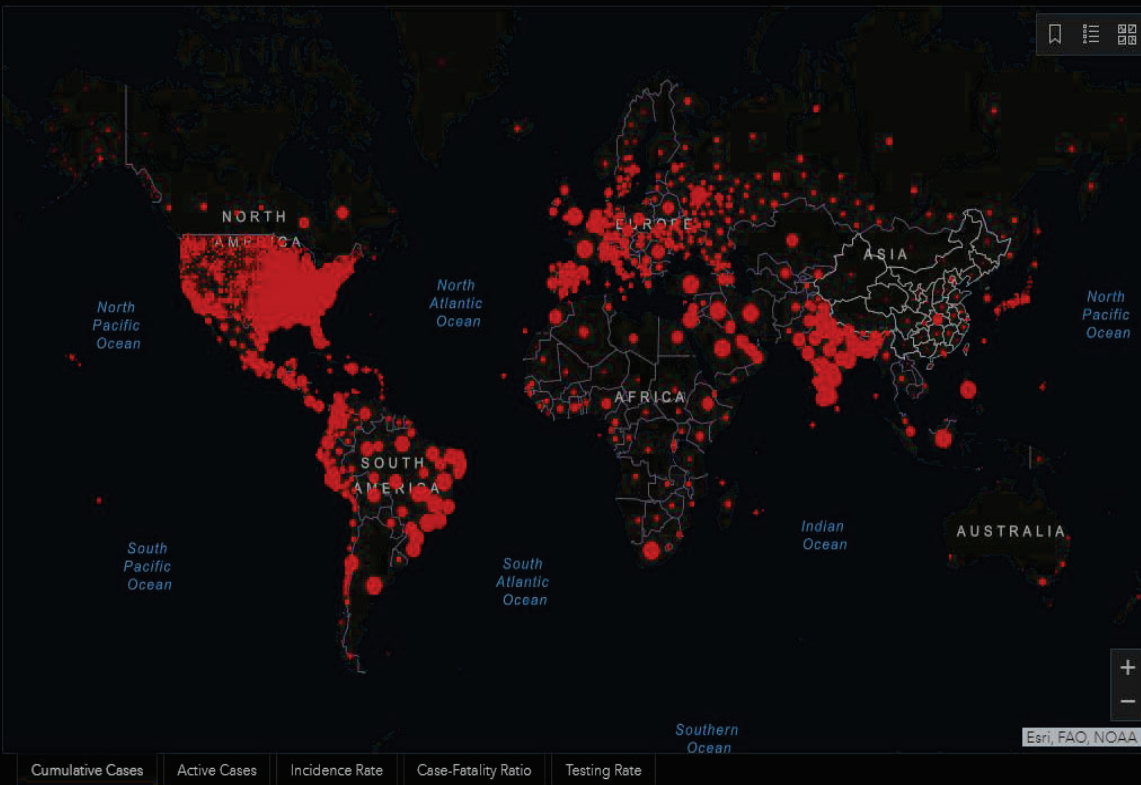 NORTH
AMERICA
EUROPE
ASIA
North
Pacific
Ocean
North
Atlantic
Ocean
North
Pacific
Ocean
AFRICA
SOUTH
AMERICA
Indian
Ocean
AUSTRALIA
South
Pacific
Ocean
South
Atlantic
Ocean
Southern
Ocean
+
−
Esri, FAO, NOAA
Cumulative Cases
Active Cases
Incidence Rate
Case-Fatality Ratio
Testing Rate